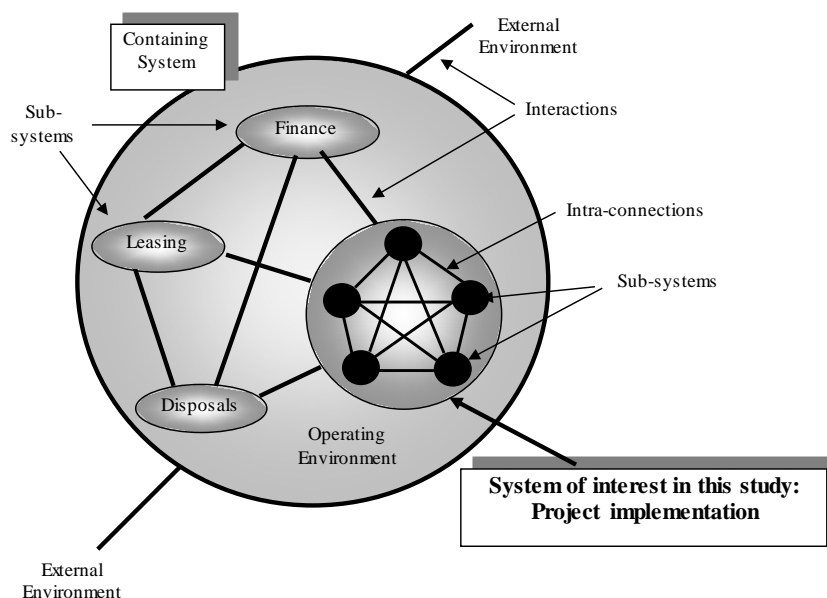 External
Environment
Containing
System
Interactions
Sub-
systems
Finance
Intra-connections
Leasing
Sub-systems
Disposals
Operating
Environment
System of interest in this study:
Project implementation
External
Environment